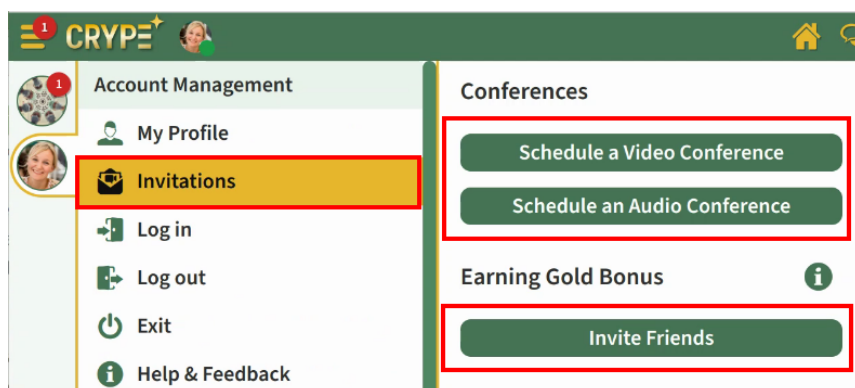 1
CRYPE
1
Account Management
My Profile
Invitations
Log in
Log out
Exit
Help & Feedback
Conferences
Schedule a Video Conference
Schedule an Audio Conference
Earning Gold Bonus
Invite Friends